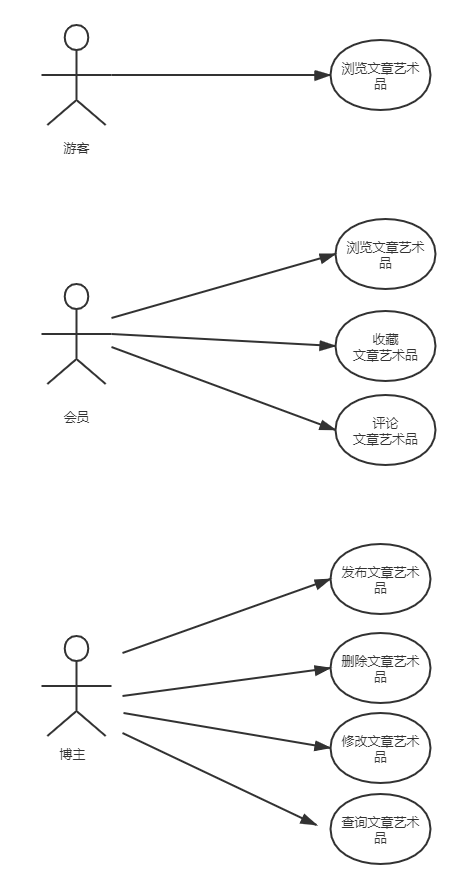 浏览文章艺术
品
游客
浏览文章艺术
品
收藏
文章艺术品
会员
评论
文章艺术品
发布文章艺术
品
删除文章艺术
品
博主
修改文章艺术
品
查询文章艺术
品